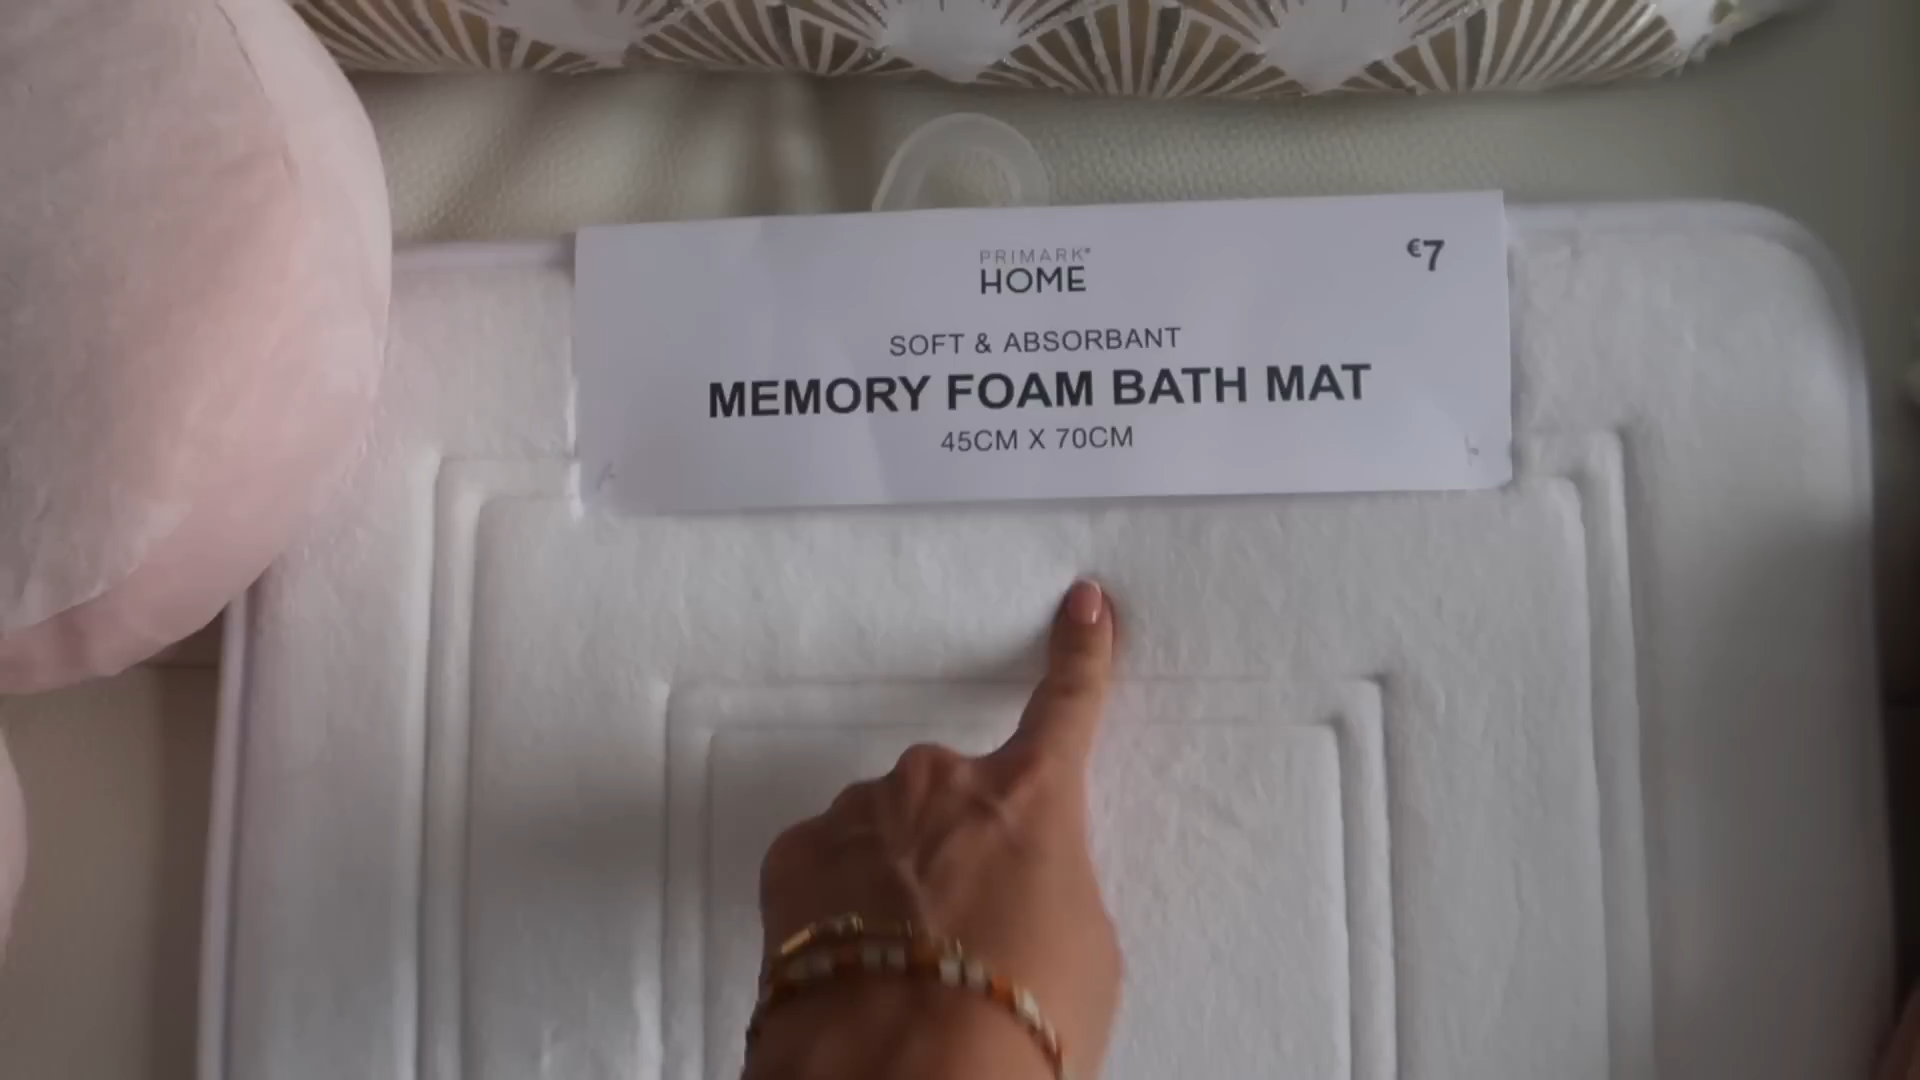 PRIMARK®
HOME
€7
SOFT & ABSORBANT
MEMORY FOAM BATH MAT
45CM X 70CM